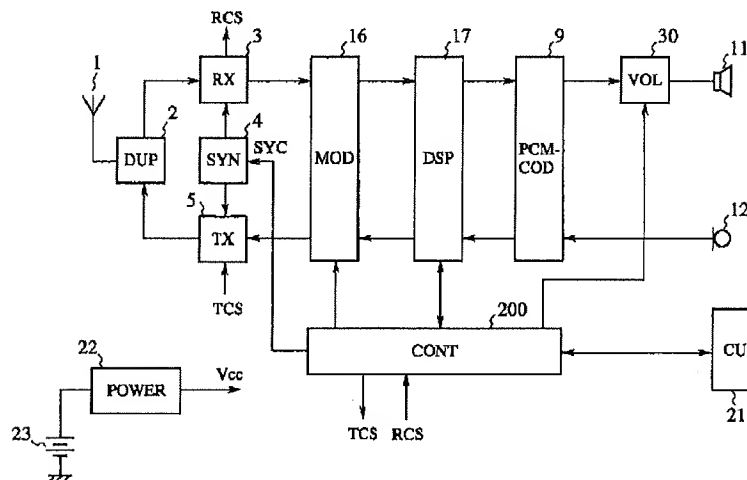 RCS
3
16
17
9
30
11
1
RX
VOL
2
4
DUP
SYN
SYC
MOD
DSP
PCM-
COD
5
12
TX
TCS
200
CONT
CU
22
Vcc
POWER
21
23
TCS
RCS